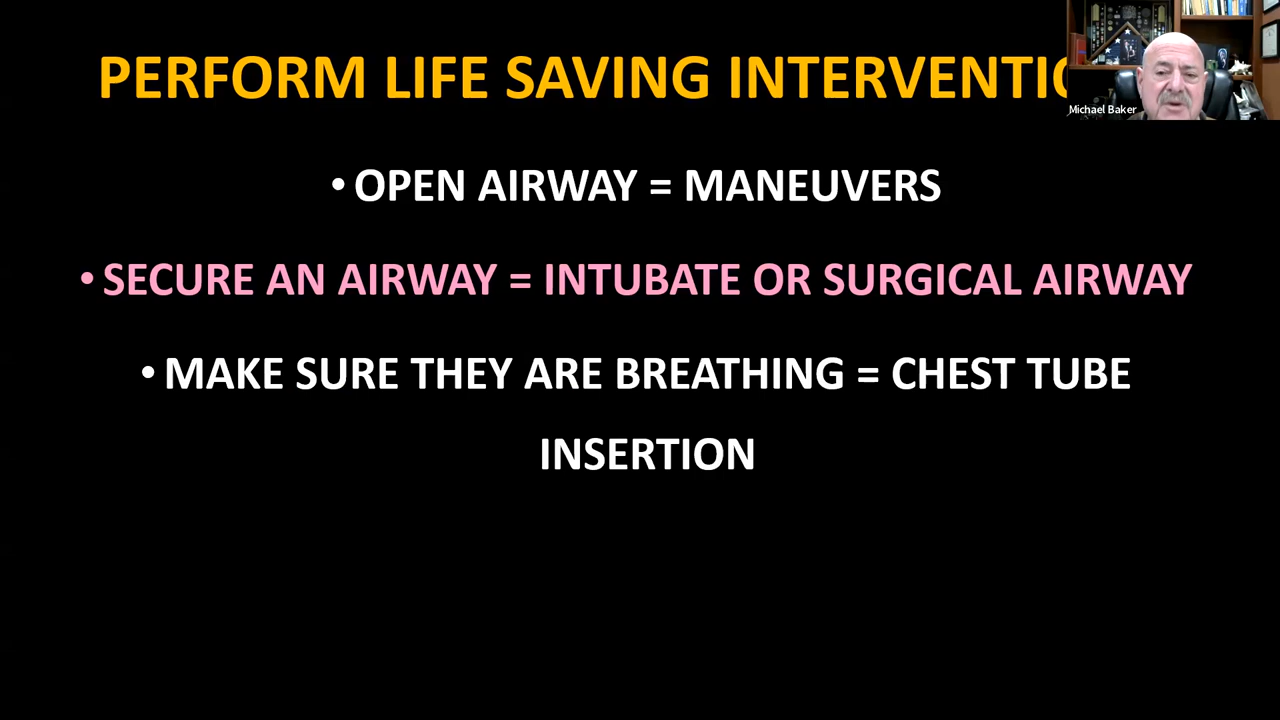 PERFORM LIFE SAVING INTERVENTIO
Michael Baker
• OPEN AIRWAY = MANEUVERS
• SECURE AN AIRWAY = INTUBATE OR SURGICAL AIRWAY
• MAKE SURE THEY ARE BREATHING = CHEST TUBE
INSERTION